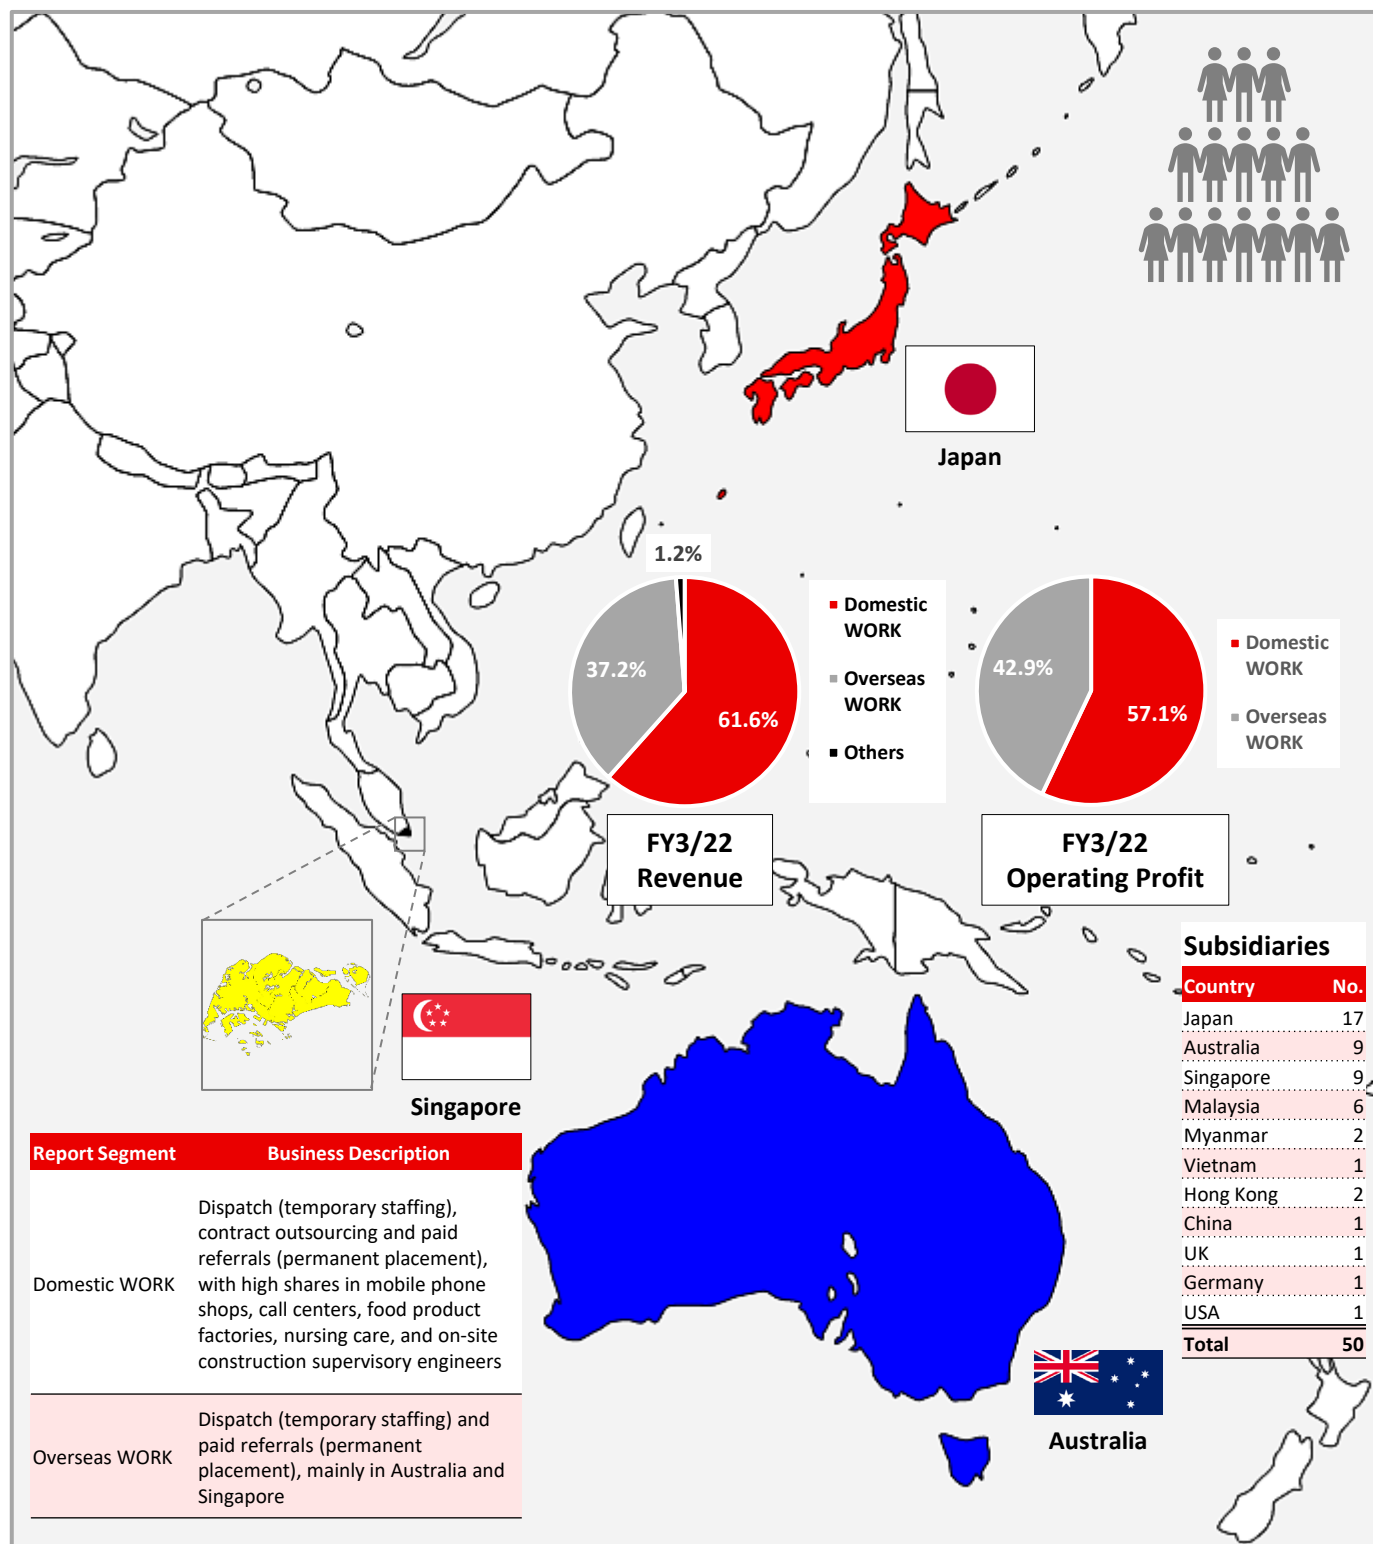 Japan
1.2%
37.2%
61.6%
Domestic
WORK
Overseas
WORK
Others
42.9%
57.1%
Domestic
WORK
Overseas
WORK
FY3/22
Revenue
FY3/22
Operating Profit
Singapore
Subsidiaries
Country No.
Japan 17
Australia 9
Singapore 9
Malaysia 6
Myanmar 2
Vietnam 1
Hong Kong 2
China 1
UK 1
Germany 1
USA 1
Total 50
Report Segment Business Description
Domestic WORK
Dispatch (temporary staffing),
contract outsourcing and paid
referrals (permanent placement),
with high shares in mobile phone
shops, call centers, food product
factories, nursing care, and on-site
construction supervisory engineers
Overseas WORK
Dispatch (temporary staffing) and
paid referrals (permanent
placement), mainly in Australia and
Singapore
Australia